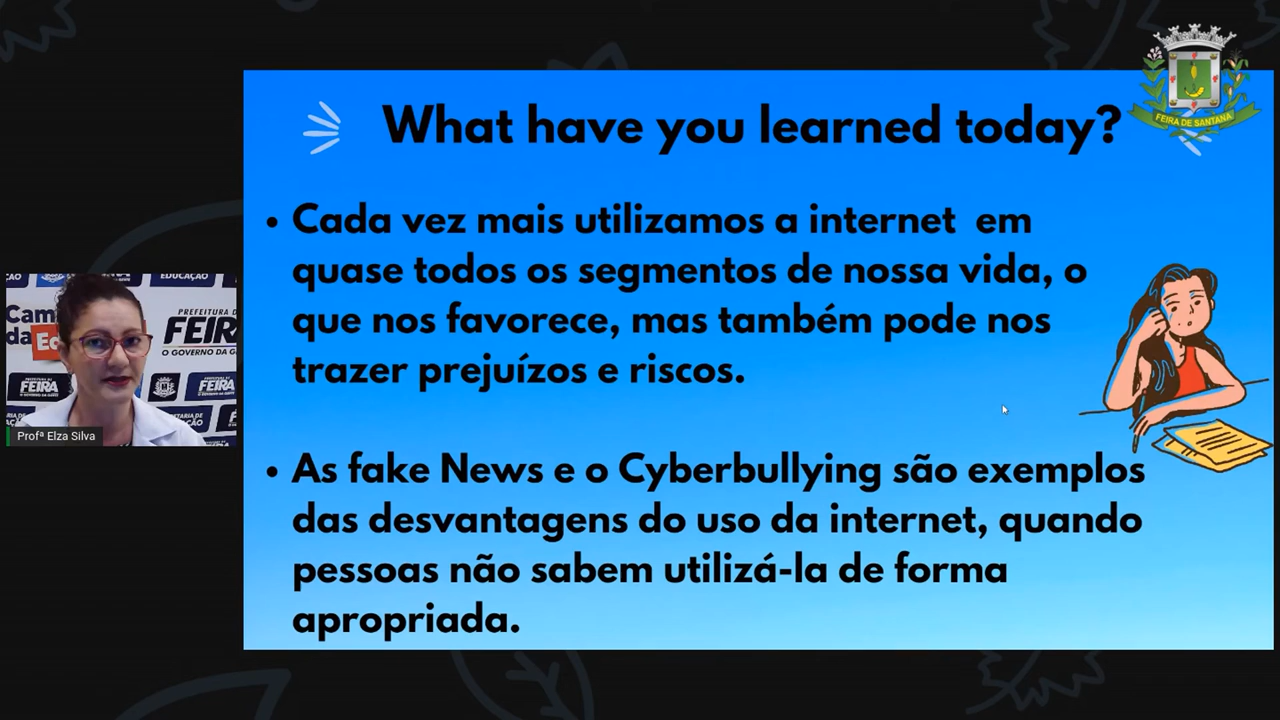 What have you learned today?
FEIRA DE SANTANA
• Cada vez mais utilizamos a internet em
quase todos os segmentos de nossa vida, o
que nos favorece, mas também pode nos
trazer prejuízos e riscos.
• As fake News e o Cyberbullying são exemplos
das desvantagens do uso da internet, quando
pessoas não sabem utilizá-la de forma
apropriada.
EDUCAÇÃO
PREFEITURA D
FEIRA
FEIRA
FEIRA
Profª Elza Silva